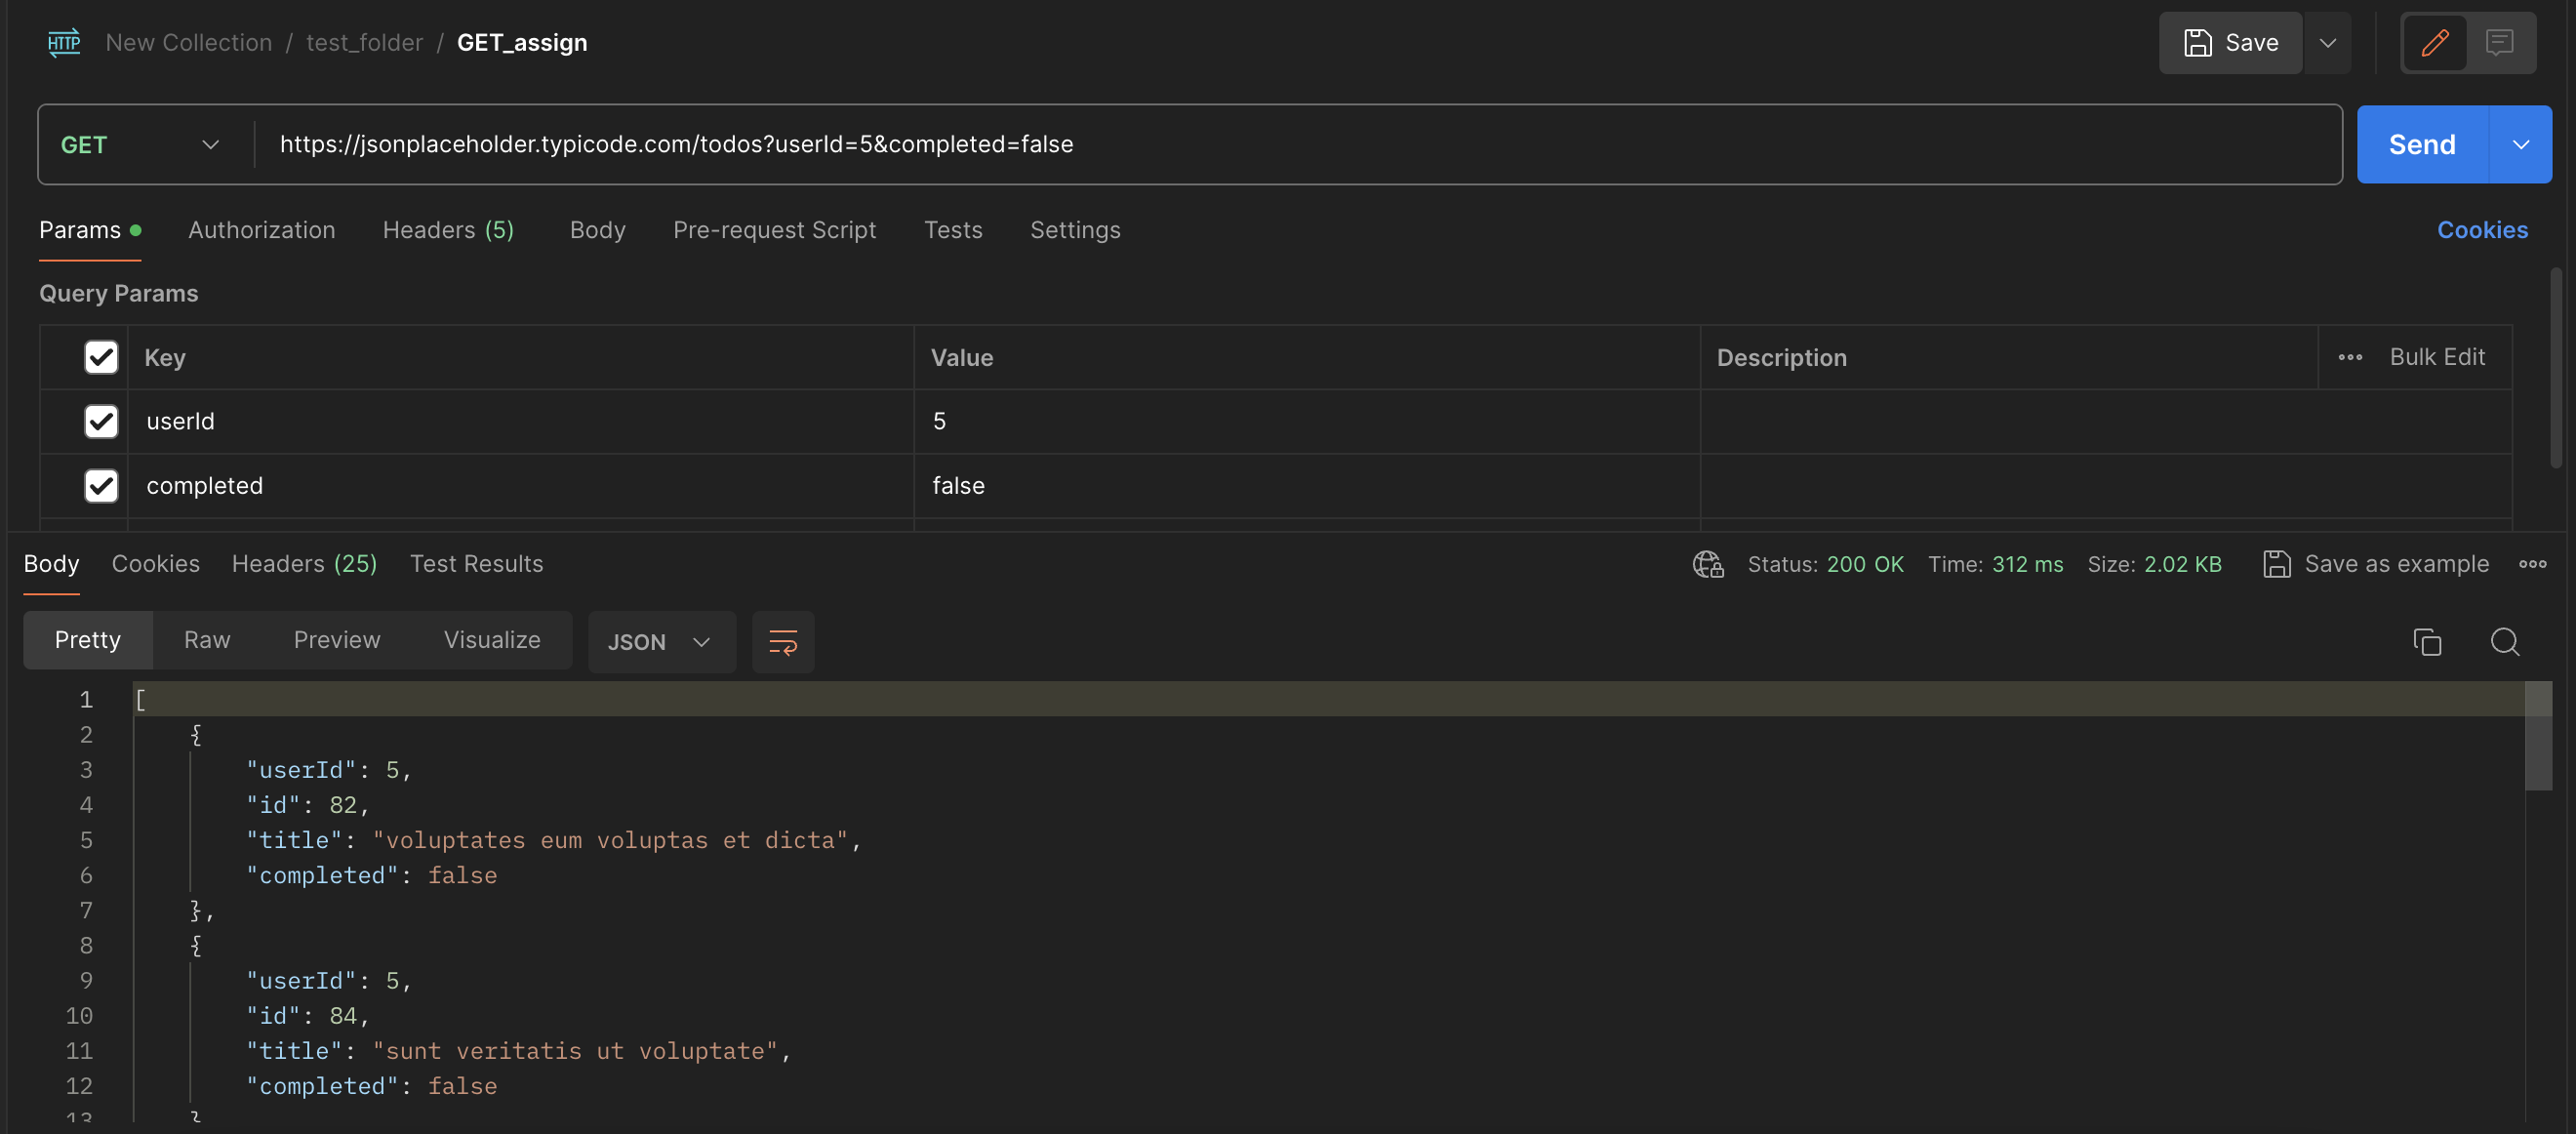 HTTP New Collection / test_folder / GET_assign Save
GET https://jsonplaceholder.typicode.com/todos?userId=5&completed=false Send
Params Authorization Headers (5) Body Pre-request Script Tests Settings Cookies
Query Params
Key Value Description Bulk Edit
userId 5
completed false
Body Cookies Headers (25) Test Results Status: 200 OK Time: 312 ms Size: 2.02 KB Save as example
Pretty Raw Preview Visualize JSON
1 [
2 {
3 "userId": 5,
4 "id": 82,
5 "title": "voluptates eum voluptas et dicta",
6 "completed": false
7 },
8 {
9 "userId": 5,
10 "id": 84,
11 "title": "sunt veritatis ut voluptate",
12 "completed": false
13 }